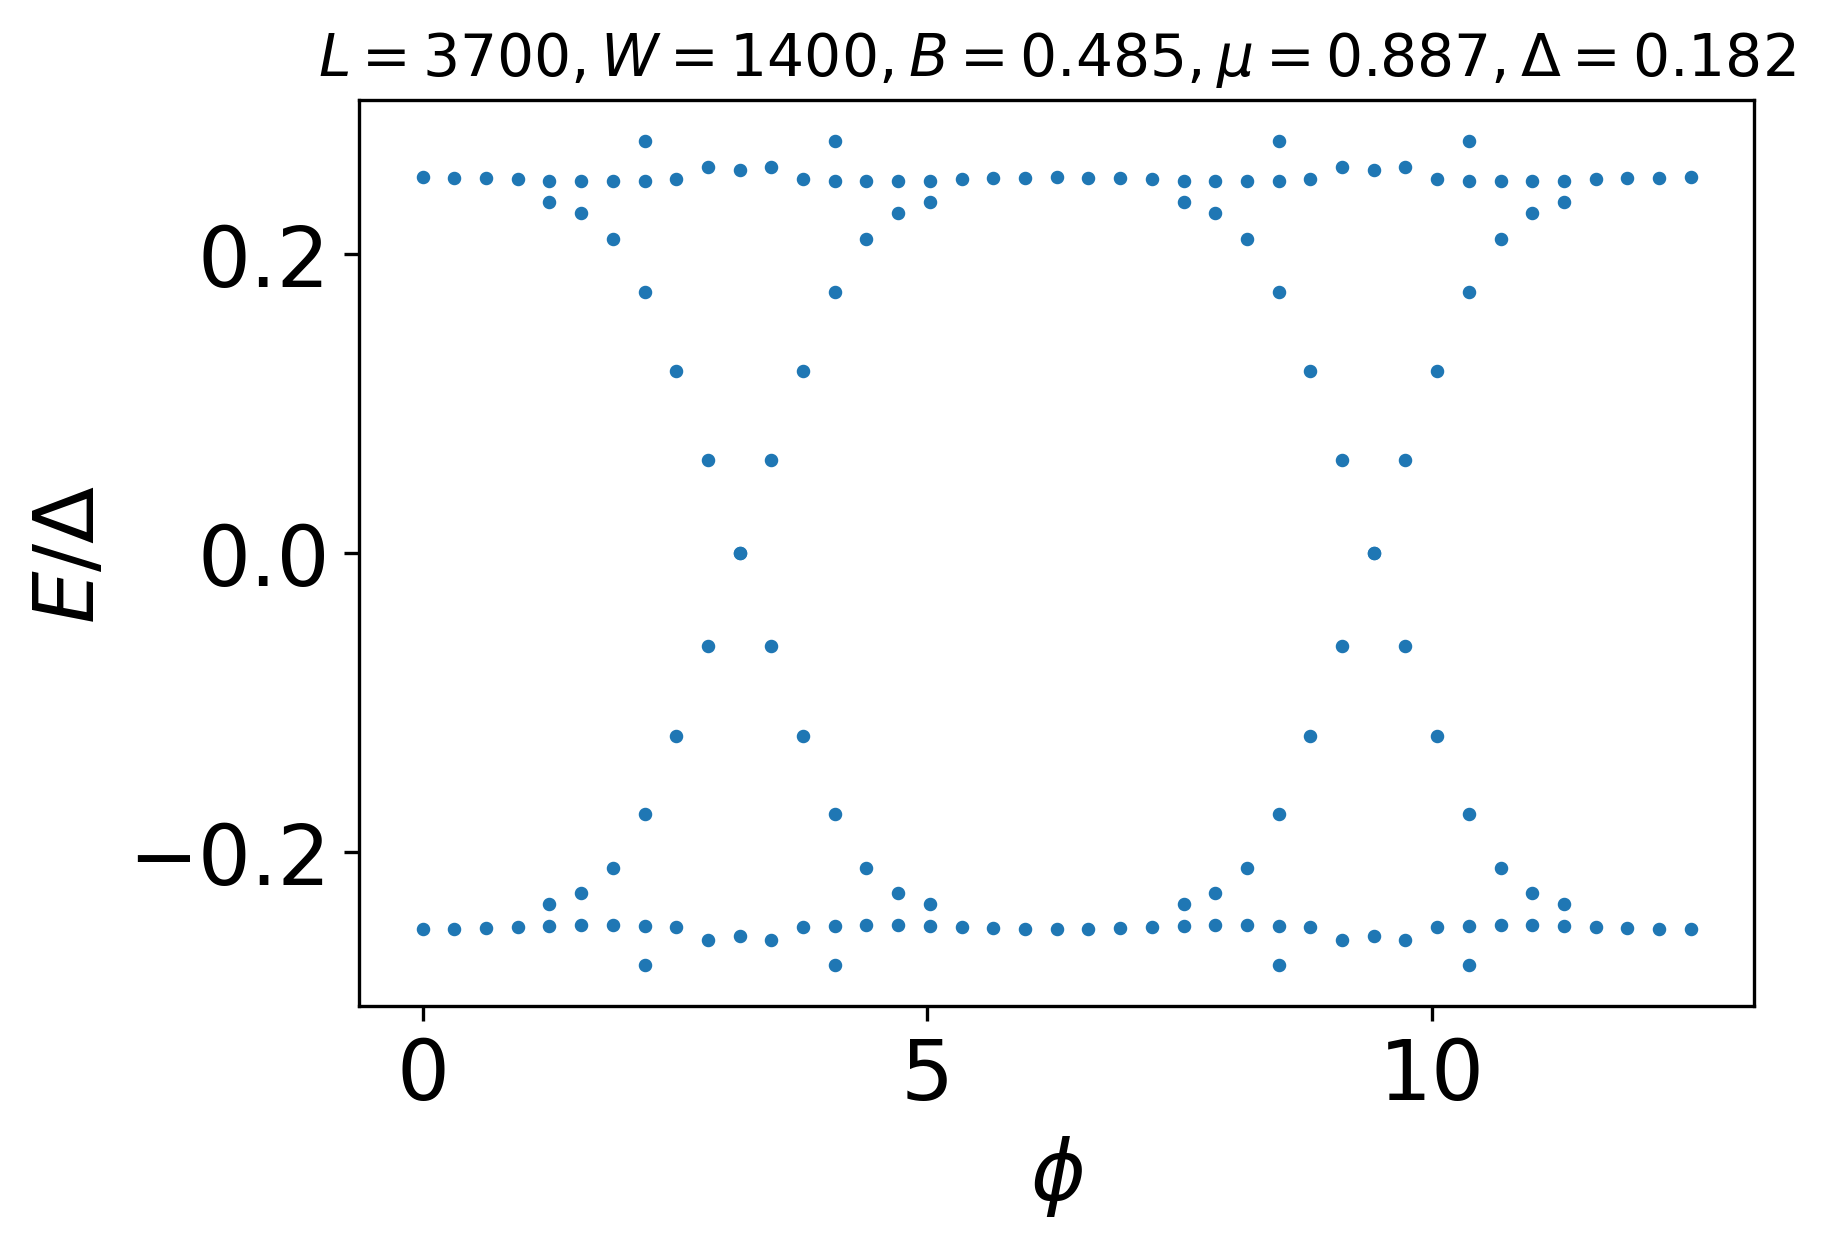 L = 3700, W = 1400, B = 0.485, μ = 0.887, Δ = 0.182
0.2
0.0
−0.2
E/Δ
0 5 10
ϕ